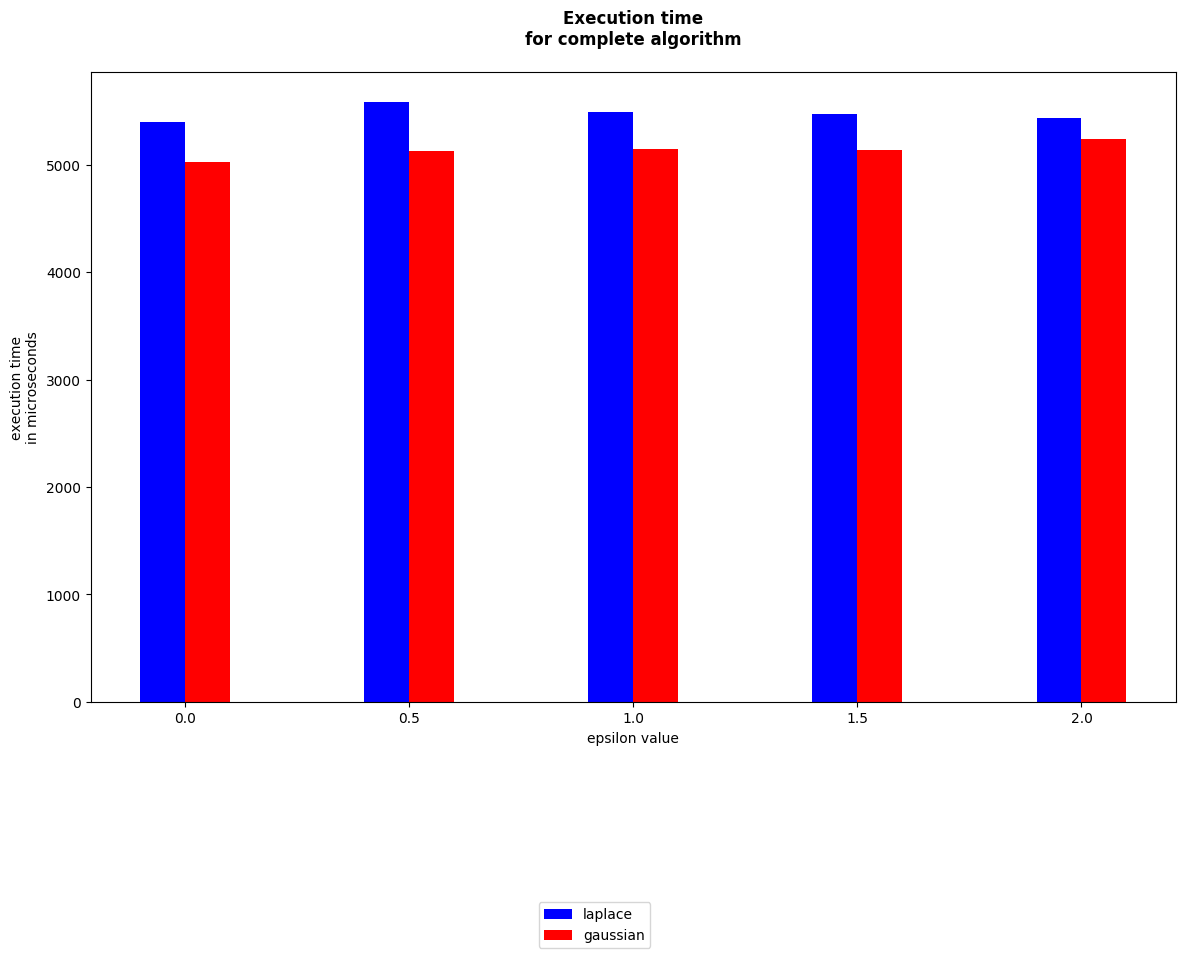 Execution time
for complete algorithm
execution time
in microseconds
5000
4000
3000
2000
1000
0
0.0 0.5 1.0 1.5 2.0
epsilon value
laplace
gaussian